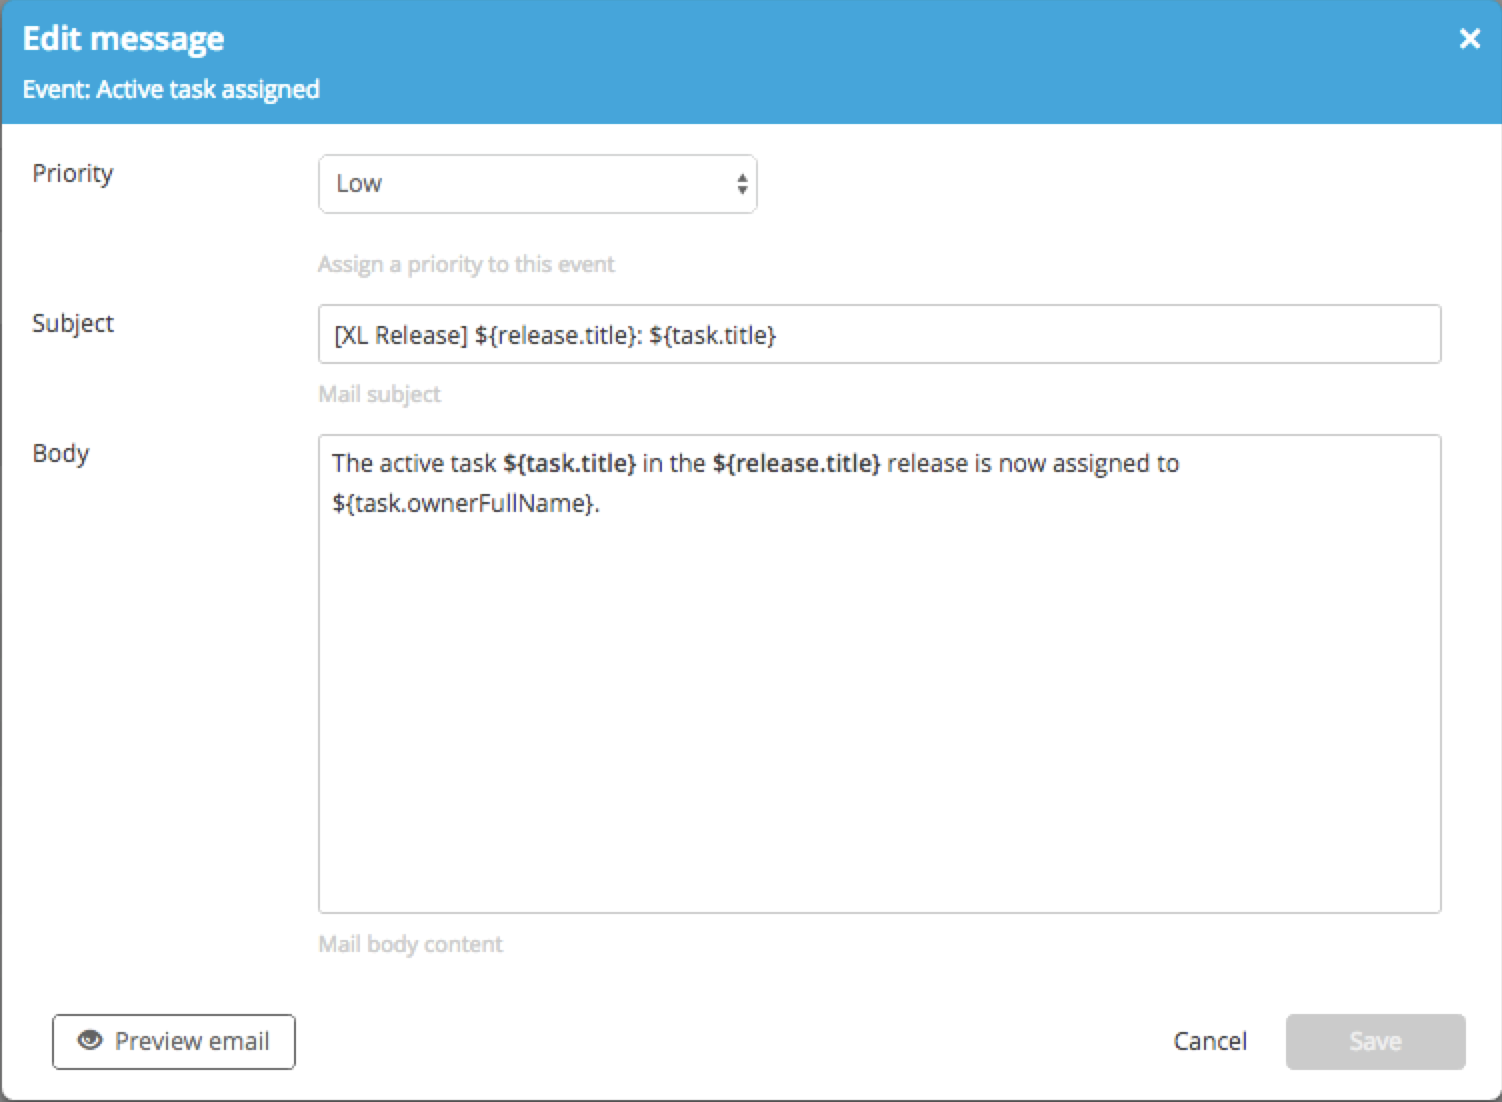 Edit message
Event: Active task assigned
Priority
Low
Assign a priority to this event
Subject
[XL Release] ${release.title}: ${task.title}
Mail subject
Body
The active task ${task.title} in the ${release.title} release is now assigned to
${task.ownerFullName}.
Mail body content
Preview email
Cancel
Save